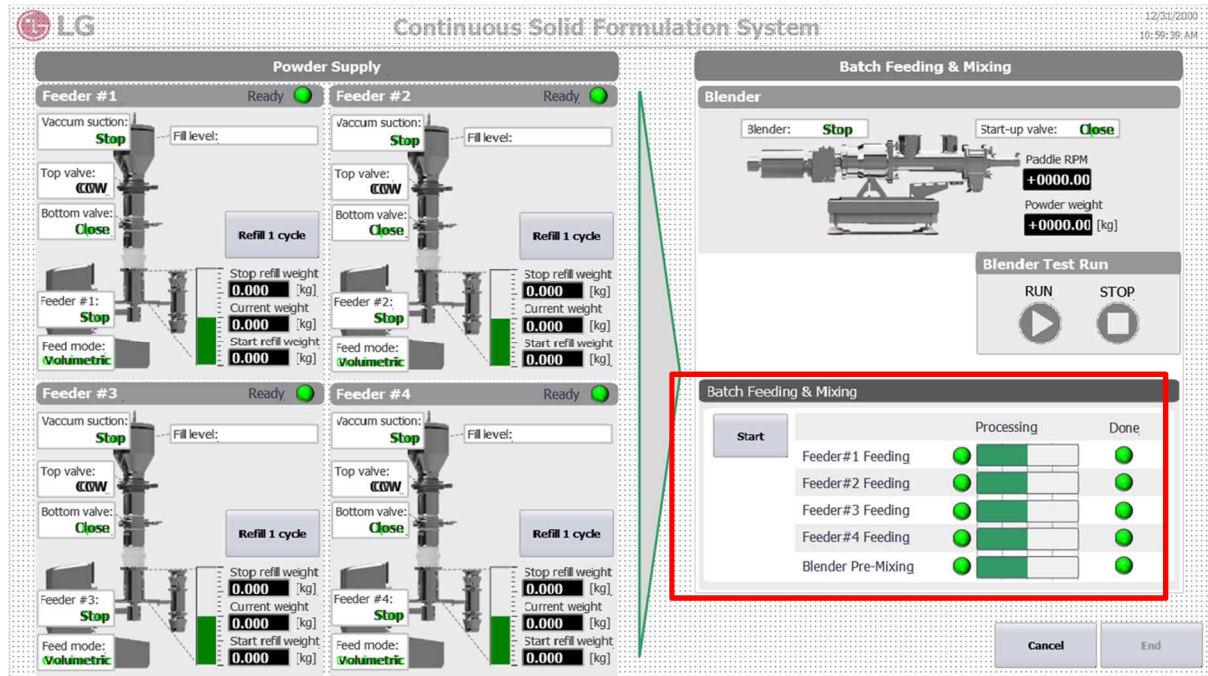 LG
Continuous Solid Formulation System
12/31/2000
10:59:39 AM
Powder Supply
Feeder #1 Ready
Vaccum suction:
Stop
Fill level:
Top valve:
Bottom valve:
Close
Refill 1 cycle
Feeder #1:
Stop
Feed mode:
Volumetric
Stop refill weight
0.000 [kg]
Current weight
0.000 [kg]
Start refill weight
0.000 [kg]
Feeder #2 Ready
Vaccum suction:
Stop
Fill level:
Top valve:
Bottom valve:
Close
Refill 1 cycle
Feeder #2:
Stop
Feed mode:
Volumetric
Stop refill weight
0.000 [kg]
Current weight
0.000 [kg]
Start refill weight
0.000 [kg]
Feeder #3 Ready
Vaccum suction:
Stop
Fill level:
Top valve:
Bottom valve:
Close
Refill 1 cycle
Feeder #3:
Stop
Feed mode:
Volumetric
Stop refill weight
0.000 [kg]
Current weight
0.000 [kg]
Start refill weight
0.000 [kg]
Feeder #4 Ready
Vaccum suction:
Stop
Fill level:
Top valve:
Bottom valve:
Close
Refill 1 cycle
Feeder #4:
Stop
Feed mode:
Volumetric
Stop refill weight
0.000 [kg]
Current weight
0.000 [kg]
Start refill weight
0.000 [kg]
Batch Feeding & Mixing
Blender
Blender: Stop
Start-up valve: Close
Paddle RPM
+0000.00
Powder weight
+0000.00 [kg]
Blender Test Run
RUN STOP
Batch Feeding & Mixing
Start
Processing Done
Feeder#1 Feeding
Feeder#2 Feeding
Feeder#3 Feeding
Feeder#4 Feeding
Blender Pre-Mixing
Cancel End